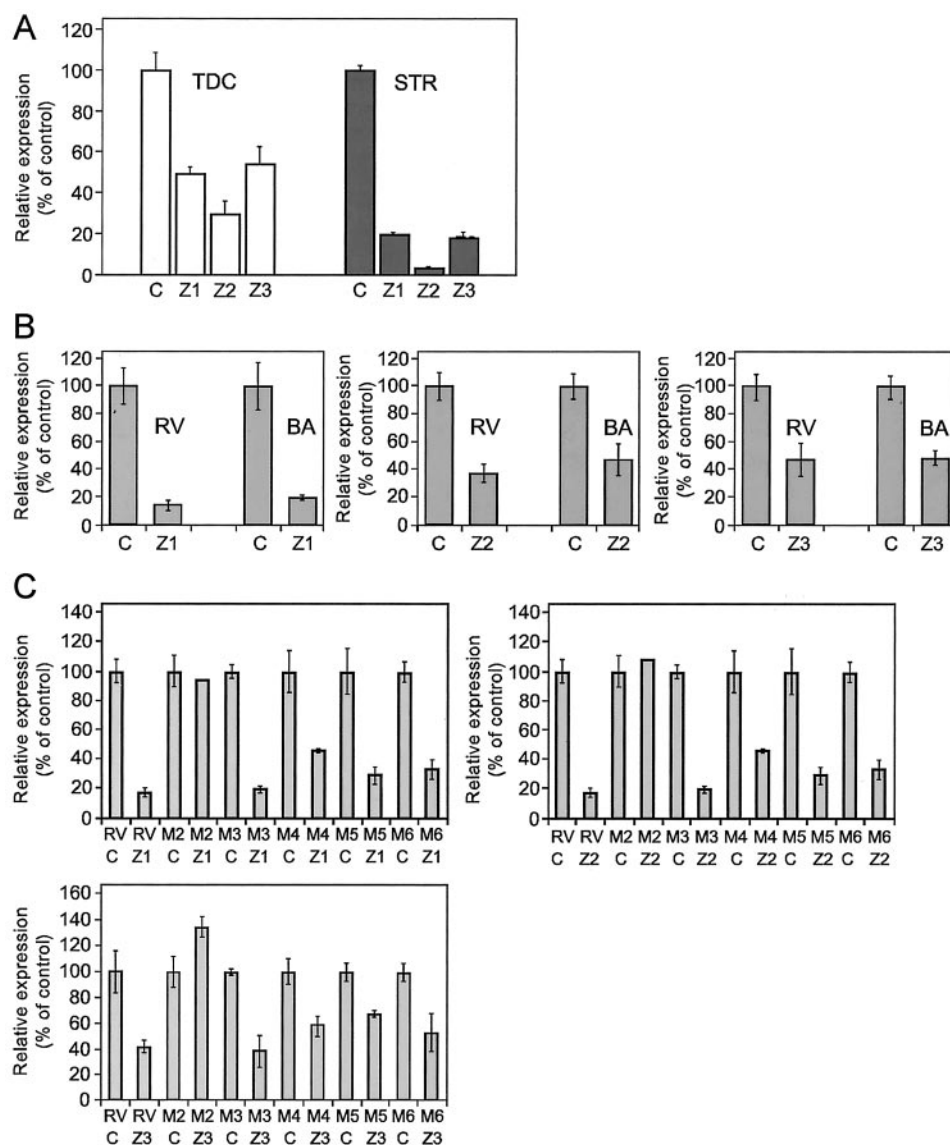 A
Relative expression
(% of control)
120
100
80
60
40
20
0
TDC
STR
C Z1 Z2 Z3 C Z1 Z2 Z3
B
Relative expression
(% of control)
120
100
80
60
40
20
0
RV
BA
C Z1 C Z1
Relative expression
(% of control)
120
100
80
60
40
20
0
RV
BA
C Z2 C Z2
Relative expression
(% of control)
120
100
80
60
40
20
0
RV
BA
C Z3 C Z3
C
Relative expression
(% of control)
140
120
100
80
60
40
20
0
RV RV M2 M2 M3 M3 M4 M4 M5 M5 M6 M6
C Z1 C Z1 C Z1 C Z1 C Z1 C Z1
Relative expression
(% of control)
140
120
100
80
60
40
20
0
RV RV M2 M2 M3 M3 M4 M4 M5 M5 M6 M6
C Z2 C Z2 C Z2 C Z2 C Z2 C Z2
Relative expression
(% of control)
160
140
120
100
80
60
40
20
0
RV RV M2 M2 M3 M3 M4 M4 M5 M5 M6 M6
C Z3 C Z3 C Z3 C Z3 C Z3 C Z3